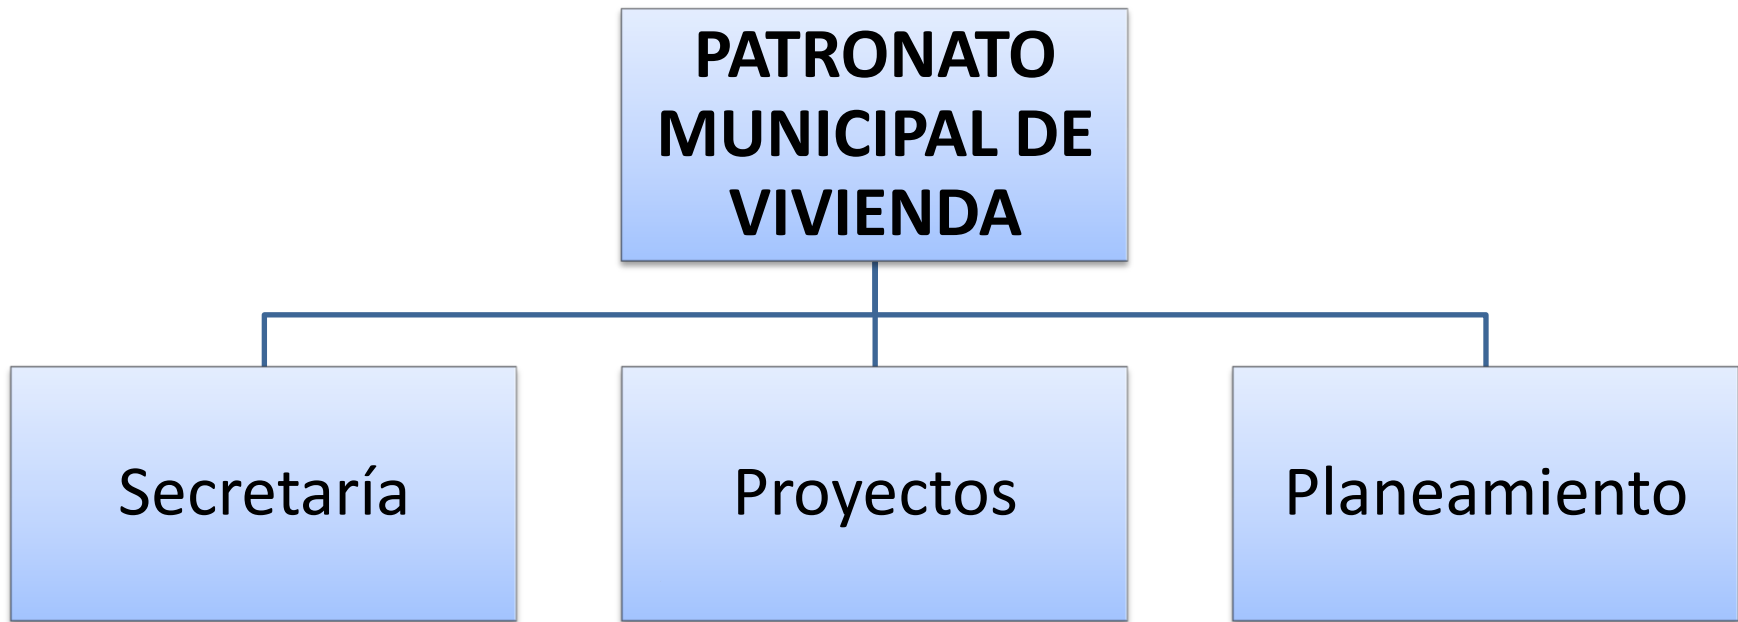 PATRONATO
MUNICIPAL DE
VIVIENDA
Secretaría
Proyectos
Planeamiento